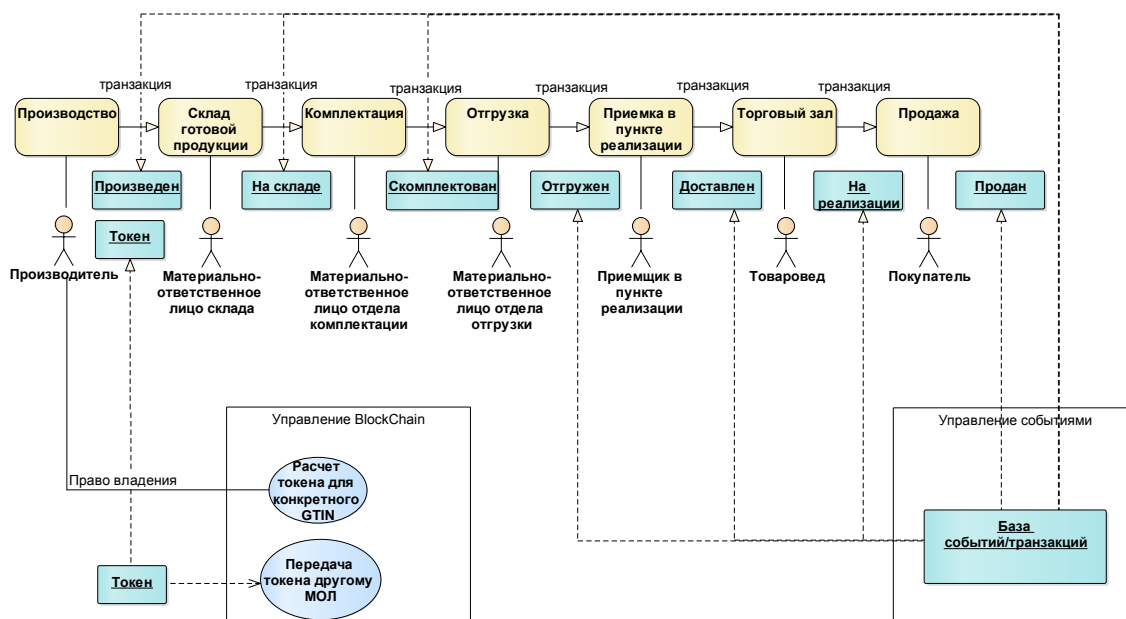 транзакция
транзакция
транзакция
транзакция
транзакция
транзакция
Производство
Склад
готовой
продукции
Комплектация
Отгрузка
Приемка в
пункте
реализации
Торговый зал
Продажа
Произведен
На складе
Скомплектован
Отгружен
Доставлен
На
реализации
Продан
Токен
Производитель
Материально-
ответственное
лицо склада
Материально-
ответственное
лицо отдела
комплектации
Материально-
ответственное
лицо отдела
отгрузки
Приемщик в
пункте
реализации
Товаровед
Покупатель
Управление BlockChain
Управление событиями
Право владения
Расчет
токена для
конкретного
GTIN
База
событий/транзакций
Токен
Передача
токена другому
МОЛ